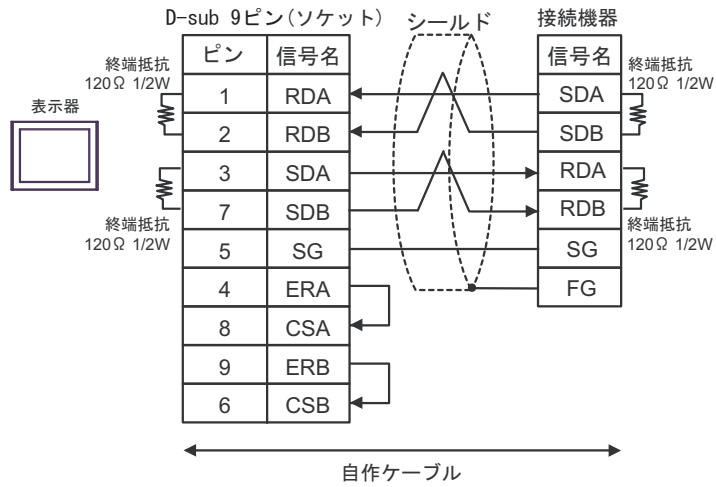 D-sub 9ピン(ソケット)
シールド
接続機器
ピン 信号名
信号名
終端抵抗
120Ω 1/2W
終端抵抗
120Ω 1/2W
表示器
1 RDA
SDA
2 RDB
SDB
3 SDA
RDA
7 SDB
RDB
終端抵抗
120Ω 1/2W
終端抵抗
120Ω 1/2W
5 SG
SG
4 ERA
FG
8 CSA
9 ERB
6 CSB
自作ケーブル